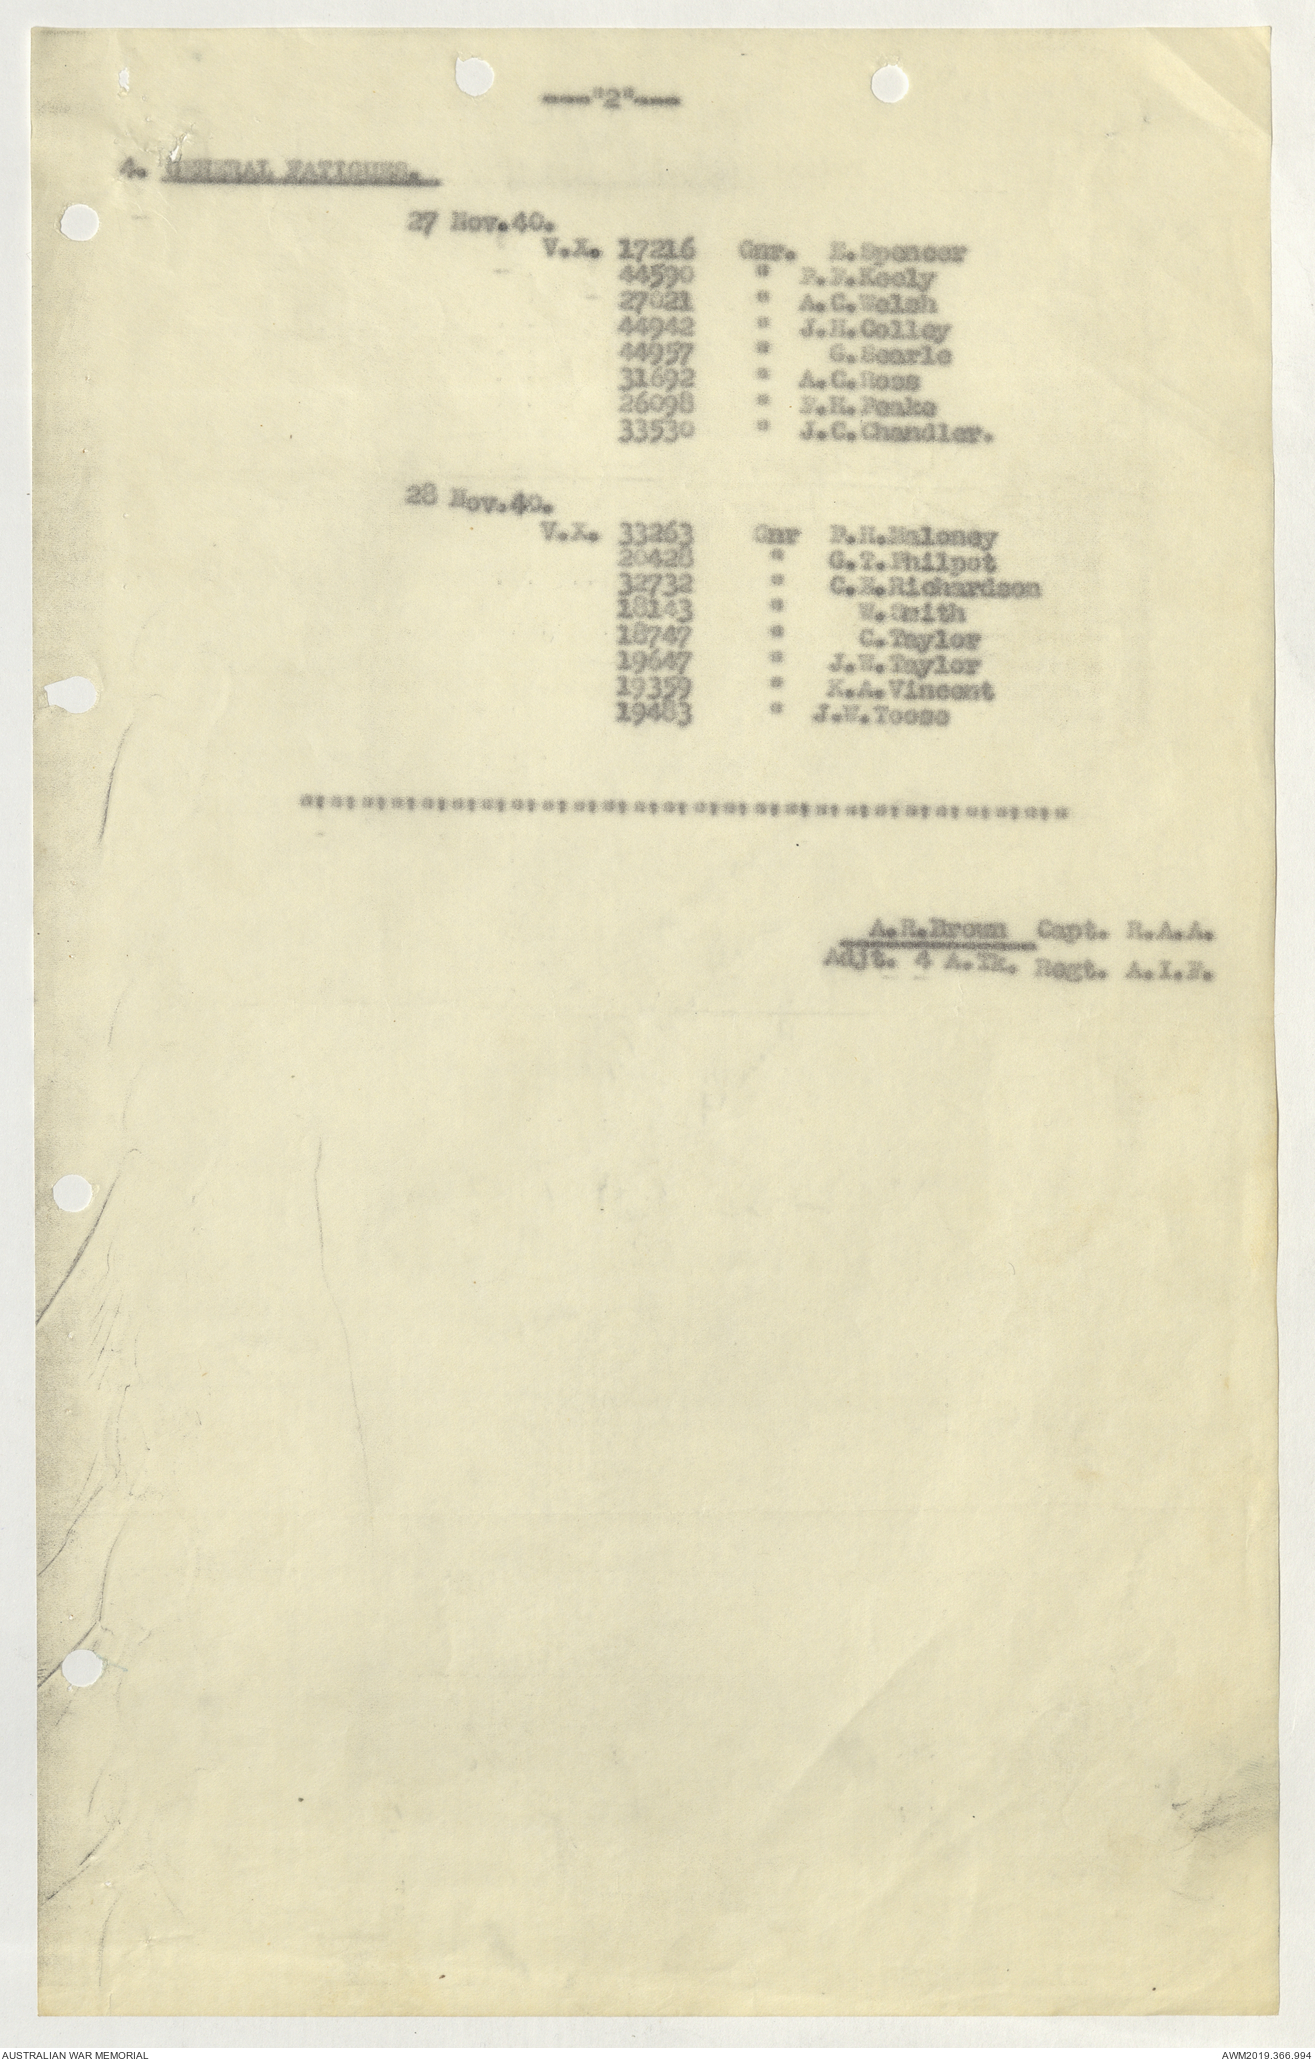 ---"2"---
4. GENERAL FATIGUES.
27 Nov.40.
V.X. 17216 Gnr. E.Spencer
44590 " P.F.Keely
27021 " A.C.Welsh
44942 " J.H.Colley
44957 " G.Searle
31692 " A.C.Ross
26098 " F.H.Peake
33530 " J.C.Chandler.
28 Nov.40.
V.X. 33263 Gnr F.H.Maloney
20428 " G.T.Philpot
32732 " C.E.Richardson
18143 " W.Smith
18747 " C.Taylor
19647 " J.W.Taylor
19359 " K.A.Vincent
19483 " J.W.Toose
":":":":":":":":":":":":":":":":":":":":":":":":":"
A.R.Brown Capt. R.A.A.
Adjt. 4 A.Tk. Regt. A.I.F.
AUSTRALIAN WAR MEMORIAL
AWM2019.366.994